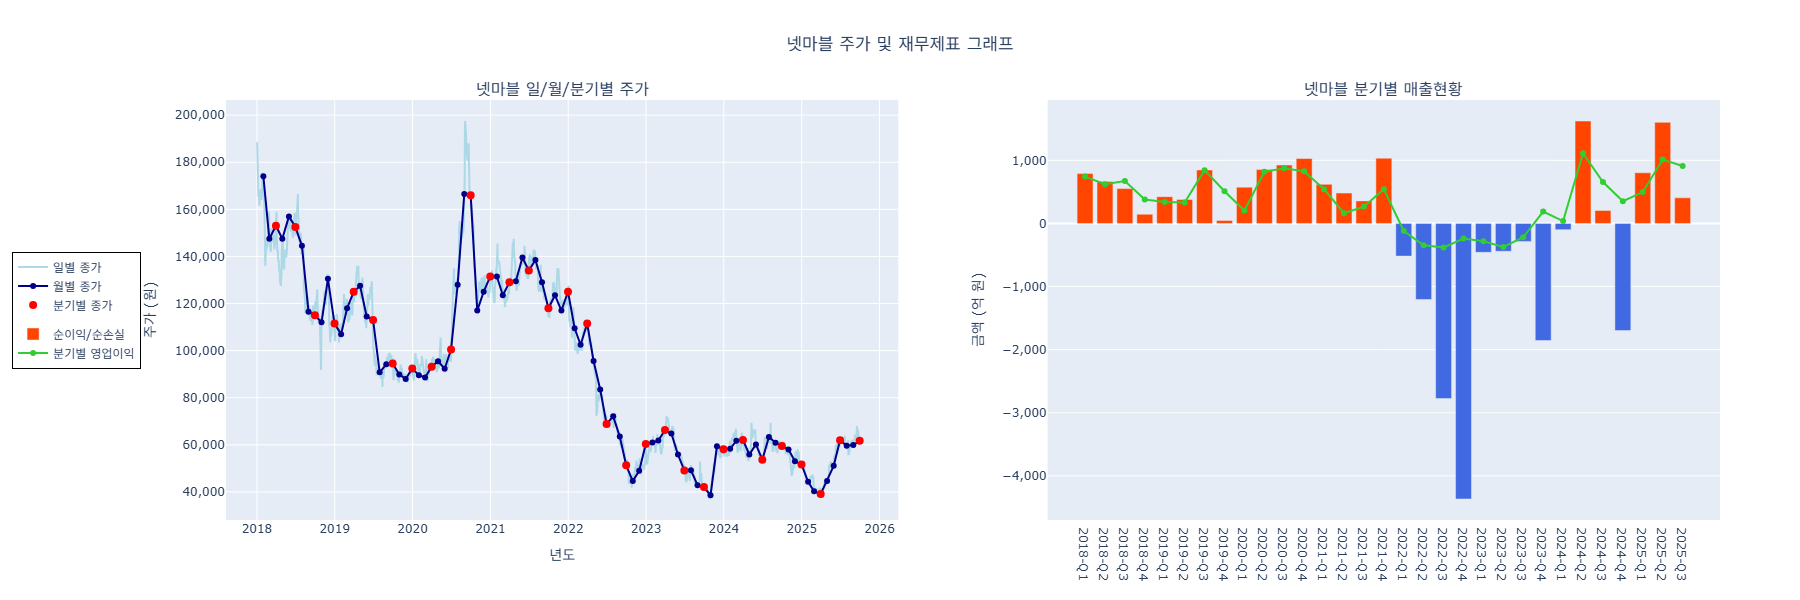 넷마블 주가 및 재무제표 그래프
넷마블 일/월/분기별 주가
200,000
180,000
160,000
140,000
120,000
100,000
80,000
60,000
40,000
주가 (원)
2018
2019
2020
2021
2022
2023
2024
2025
2026
년도
일별 종가
월별 종가
분기별 종가
순이익/순손실
분기별 영업이익
넷마블 분기별 매출현황
1,000
0
−1,000
−2,000
−3,000
−4,000
금액 (억 원)
2018-Q1
2018-Q2
2018-Q3
2018-Q4
2019-Q1
2019-Q2
2019-Q3
2019-Q4
2020-Q1
2020-Q2
2020-Q3
2020-Q4
2021-Q1
2021-Q2
2021-Q3
2021-Q4
2022-Q1
2022-Q2
2022-Q3
2022-Q4
2023-Q1
2023-Q2
2023-Q3
2023-Q4
2024-Q1
2024-Q2
2024-Q3
2024-Q4
2025-Q1
2025-Q2
2025-Q3